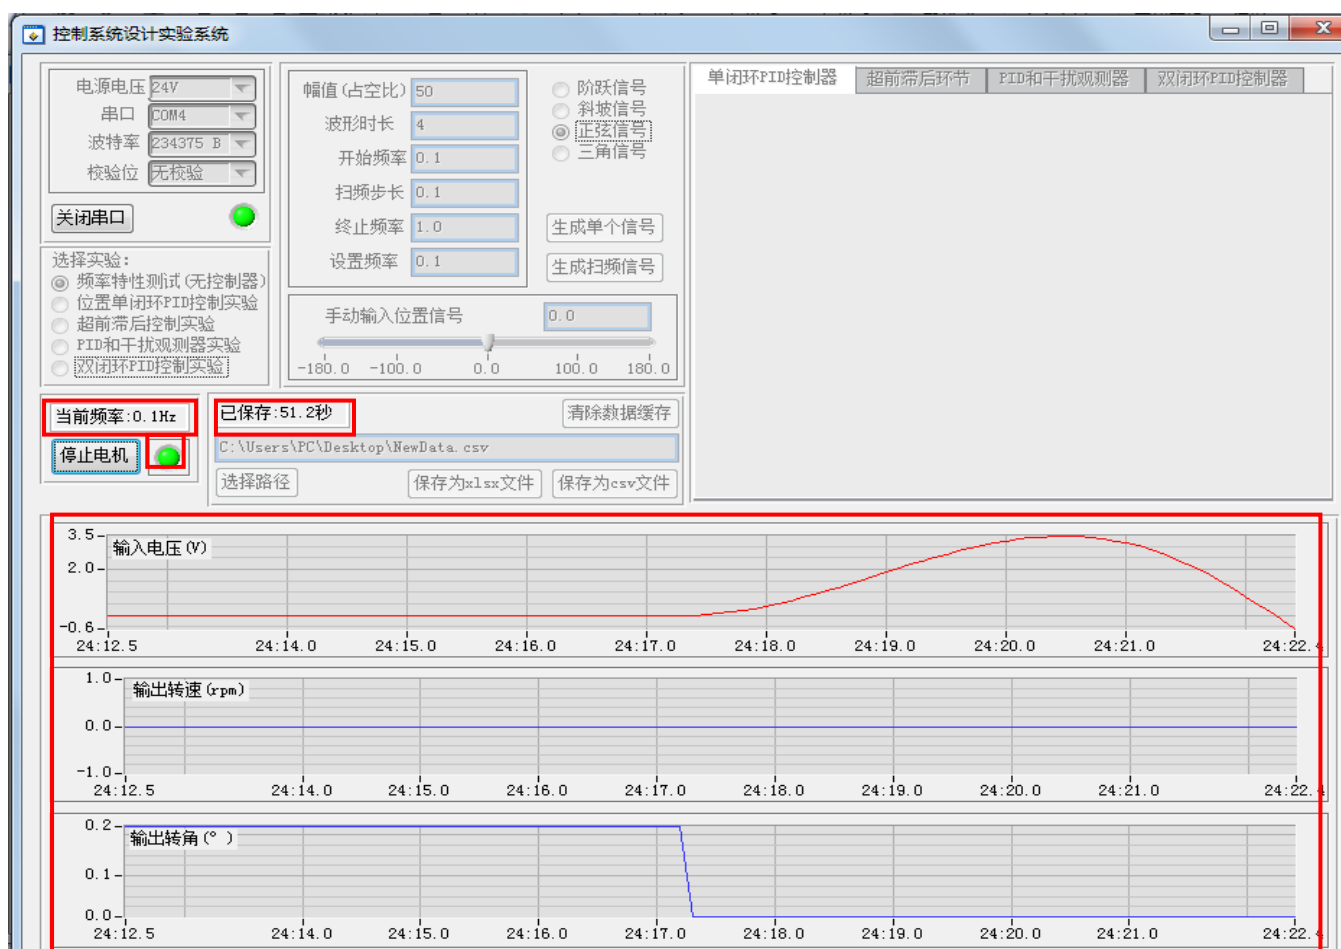 控制系统设计实验系统
电源电压 24V
串口 COM4
波特率 234375 B
校验位 无校验
关闭串口
幅值(占空比) 50
波形时长 4
开始频率 0.1
扫频步长 0.1
终止频率 1.0
设置频率 0.1
阶跃信号
斜坡信号
正弦信号
三角信号
生成单个信号
生成扫频信号
单闭环PID控制器 超前滞后环节 PID和干扰观测器 双闭环PID控制器
选择实验:
频率特性测试(无控制器)
位置单闭环PID控制实验
超前滞后控制实验
PID和干扰观测器实验
双闭环PID控制实验
手动输入位置信号 0.0
-180.0 -100.0 0.0 100.0 180.0
当前频率:0.1Hz
停止电机
已保存:51.2秒
清除数据缓存
C:\Users\PC\Desktop\NewData.csv
选择路径 保存为xlsx文件 保存为csv文件
输入电压(V)
3.5
2.0
-0.6
24:12.5 24:14.0 24:15.0 24:16.0 24:17.0 24:18.0 24:19.0 24:20.0 24:21.0 24:22.4
输出转速(rpm)
1.0
0.0
-1.0
24:12.5 24:14.0 24:15.0 24:16.0 24:17.0 24:18.0 24:19.0 24:20.0 24:21.0 24:22.4
输出转角(° )
0.2
0.1
0.0
24:12.5 24:14.0 24:15.0 24:16.0 24:17.0 24:18.0 24:19.0 24:20.0 24:21.0 24:22.4